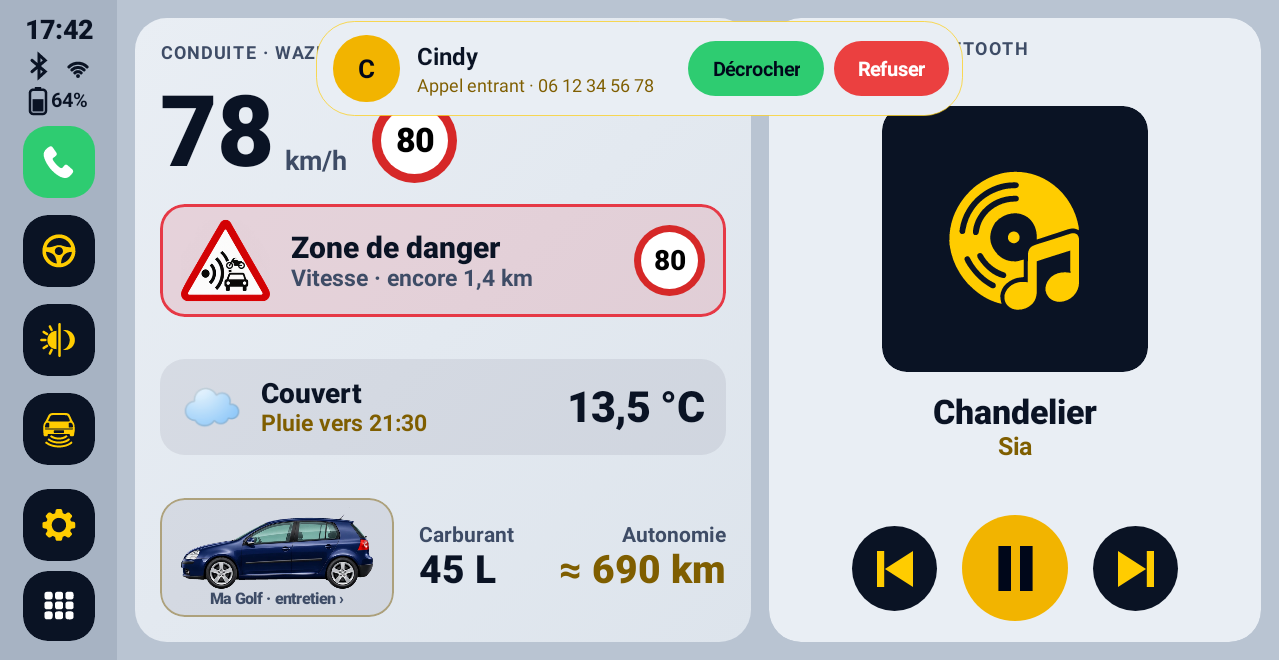 17:42
64%
CONDUITE · WAZ
Cindy
C
Appel entrant · 06 12 34 56 78
Décrocher
Refuser
TOOTH
78 km/h
80
Zone de danger
Vitesse · encore 1,4 km
80
Couvert
Pluie vers 21:30
13,5 °C
Ma Golf · entretien ›
Carburant
45 L
Autonomie
≈ 690 km
Chandelier
Sia